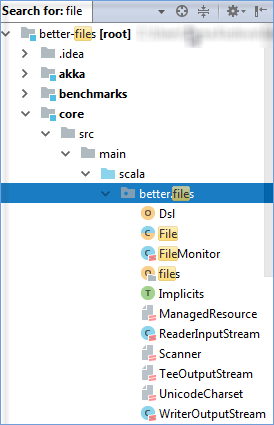 Search for: file
better-files [root]
.idea
akka
benchmarks
core
src
main
scala
better.files
Dsl
File
FileMonitor
files
Implicits
ManagedResource
ReaderInputStream
Scanner
TeeOutputStream
UnicodeCharset
WriterOutputStream